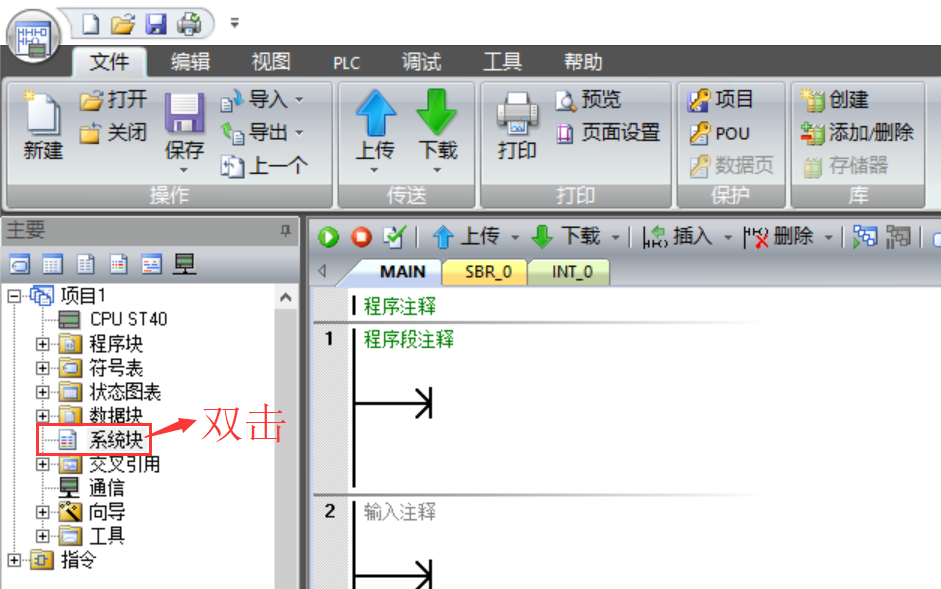 文件 编辑 视图 PLC 调试 工具 帮助
新建 打开 关闭 保存 导入 导出 上一个 操作
上传 下载 传送
打印 预览 页面设置 打印
项目 POU 数据页 保护
创建 添加/删除 存储器 库
主要
项目1
CPU ST40
程序块
符号表
状态图表
数据块
系统块 双击
交叉引用
通信
向导
工具
指令
上传 下载 插入 删除
MAIN SBR_0 INT_0
程序注释
1 程序段注释
2 输入注释